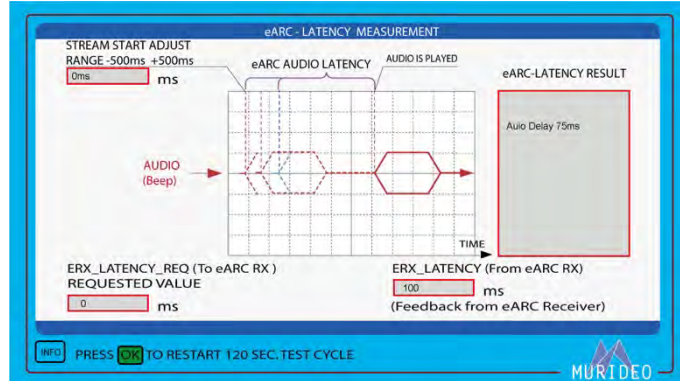 eARC - LATENCY MEASUREMENT
STREAM START ADJUST
RANGE -500ms +500ms
0ms
ms
eARC AUDIO LATENCY
AUDIO IS PLAYED
eARC-LATENCY RESULT
Auio Delay 75ms
AUDIO
(Beep)
TIME
ERX_LATENCY_REQ (To eARC RX )
REQUESTED VALUE
0
ms
ERX_LATENCY (From eARC RX)
100
ms
(Feedback from eARC Receiver)
INFO PRESS OK TO RESTART 120 SEC. TEST CYCLE
MURIDEO